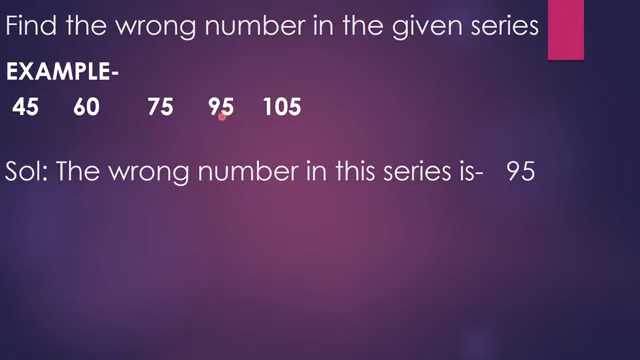 Find the wrong number in the given series
EXAMPLE-
45 60 75 95 105
Sol: The wrong number in this series is- 95